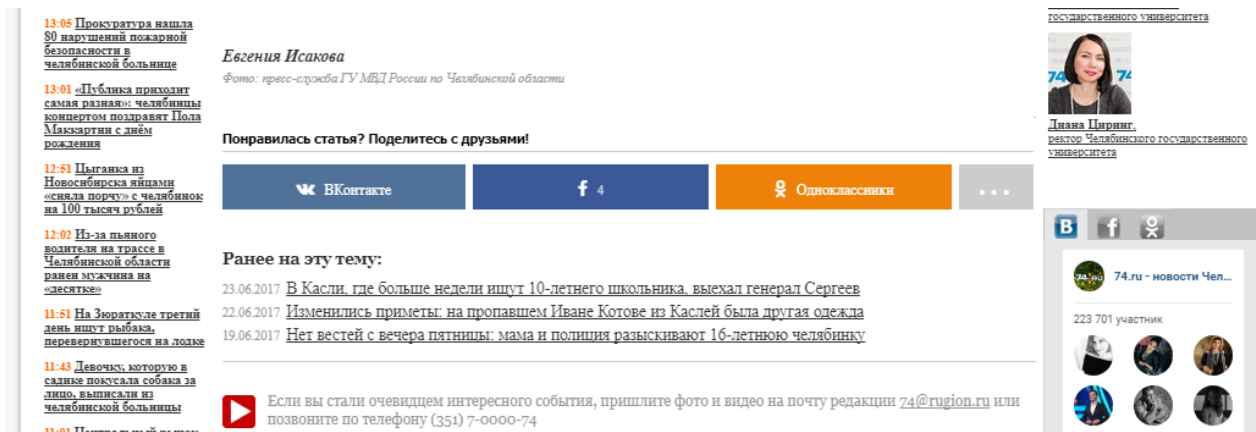 13:05 Прокуратура нашла
80 нарушений пожарной
безопасности в
челябинской больнице
13:01 «Публика приходит
самая разная»: челябинцы
концертом поздравят Пола
Маккартни с днём
рождения
12:51 Цыганка из
Новосибирска яйцами
«сняла порчу» с челябинок
на 100 тысяч рублей
12:02 Из-за пьяного
водителя на трассе в
Челябинской области
ранен мужчина на
«десятке»
11:51 На Зюраткуле третий
день ищут рыбака,
перевернувшегося на лодке
11:43 Девочку, которую в
садике покусала собака за
лицо, выписали из
челябинской больницы
Евгения Исакова
Фото: пресс-служба ГУ МВД России по Челябинской области
Понравилась статья? Поделитесь с друзьями!
ВКонтакте
f 4
Одноклассники
...
Ранее на эту тему:
23.06.2017 В Касли, где больше недели ищут 10-летнего школьника, выехал генерал Сергеев
22.06.2017 Изменились приметы: на пропавшем Иване Котове из Каслей была другая одежда
19.06.2017 Нет вестей с вечера пятницы: мама и полиция разыскивают 16-летнюю челябинку
Если вы стали очевидцем интересного события, пришлите фото и видео на почту редакции 74@rugion.ru или
позвоните по телефону (351) 7-0000-74
государственного университета
74
Диана Циринг,
ректор Челябинского государственного
университета
В f
74.ru
74.ru - новости Чел...
223 701 участник